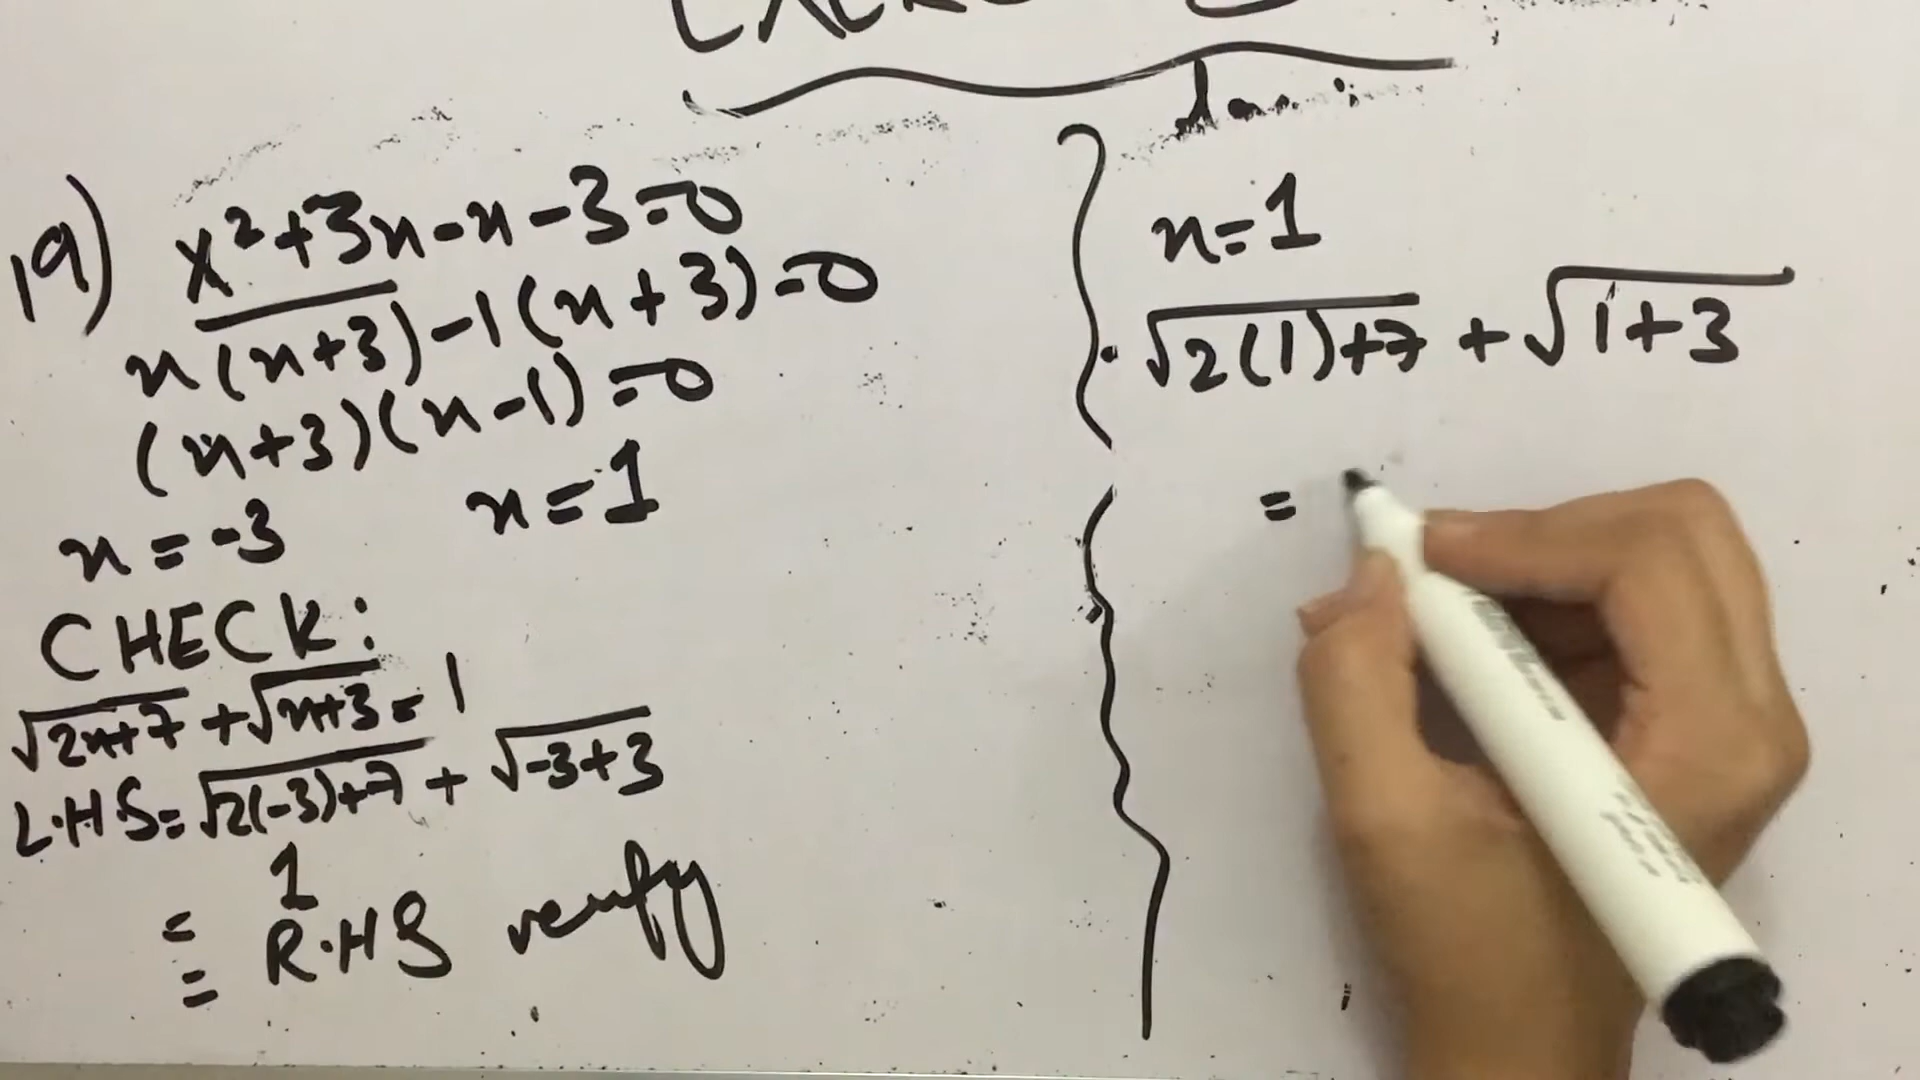 19) x²+3x-x-3=0
x(x+3)-1(x+3)=0
(x+3)(x-1)=0
x=-3 x=1
CHECK:
√2x+7 + √x+3 = 1
L.H.S=√2(-3)+7 + √-3+3
= 1
= R.H.S verify
x=1
√2(1)+7 + √1+3
=